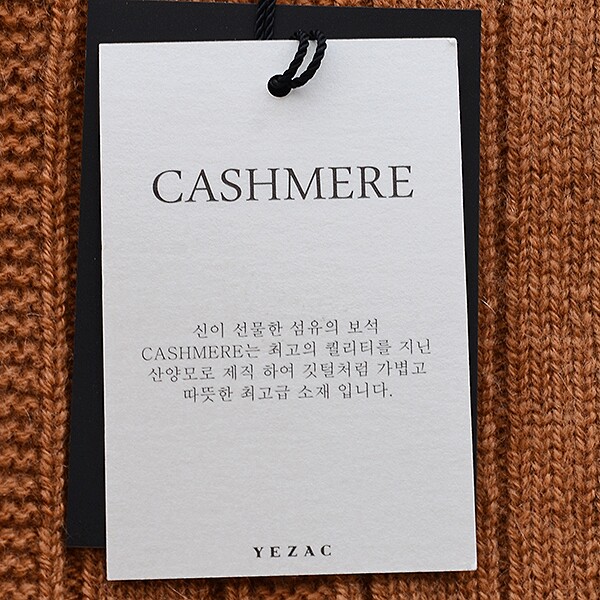 CASHMERE
신이 선물한 섬유의 보석
CASHMERE는 최고의 퀄리티를 지닌
산양모로 제직 하여 깃털처럼 가볍고
따뜻한 최고급 소재 입니다.
YEZAC